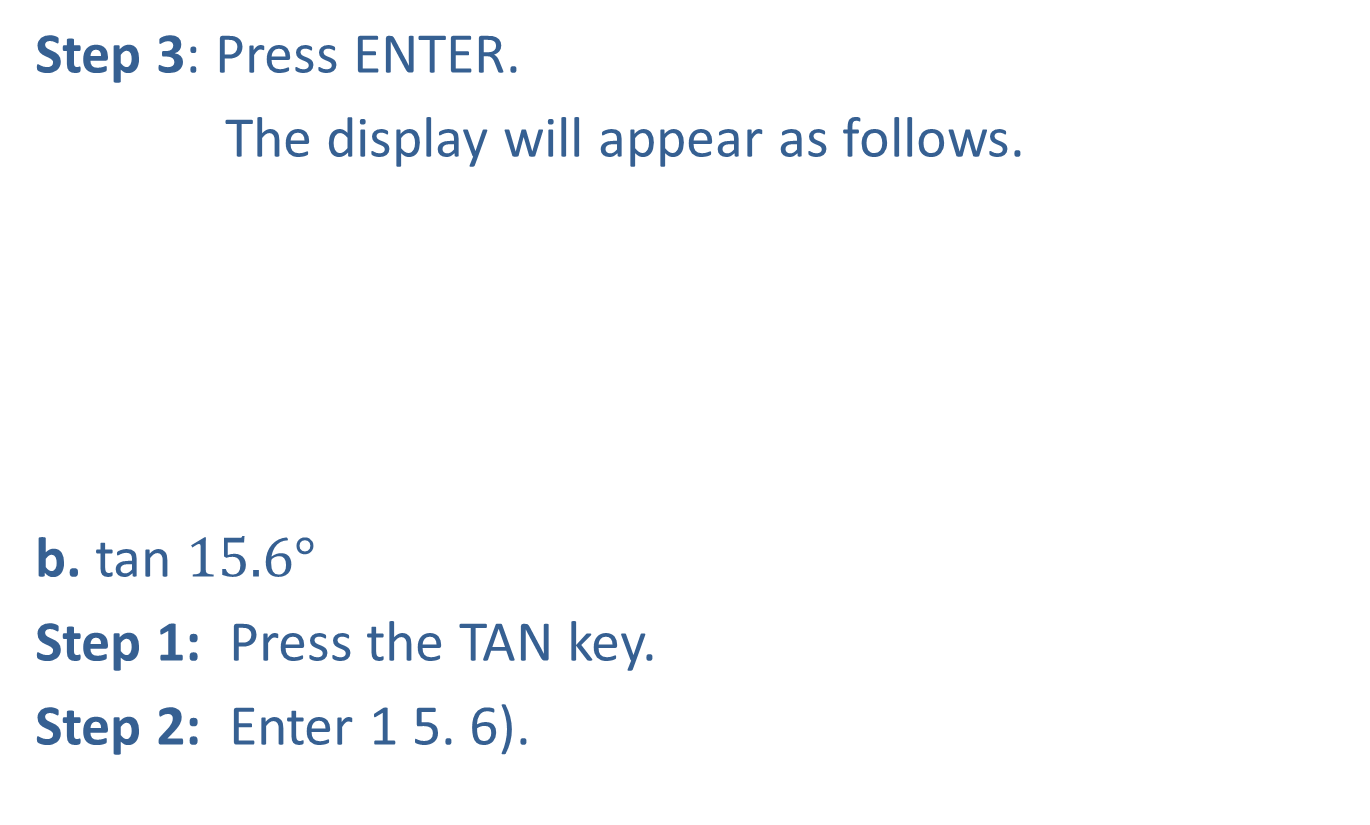 Step 3: Press ENTER.
The display will appear as follows.
b. tan 15.6°
Step 1: Press the TAN key.
Step 2: Enter 1 5. 6).